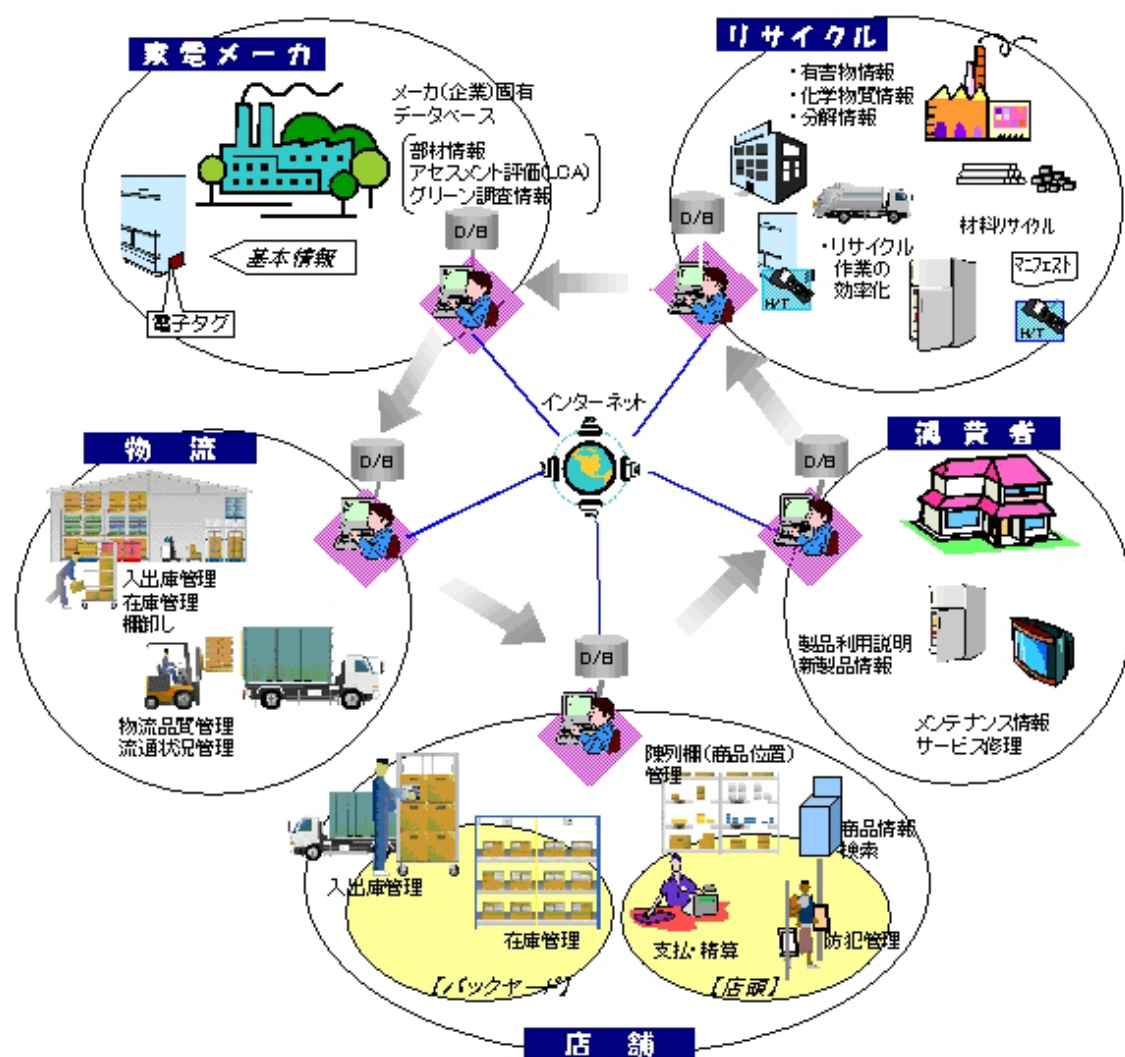 家電メーカ
メーカ(企業)固有
データベース
部材情報
アセスメント評価(LCA)
グリーン調査情報
D/B
基本情報
電子タグ
リサイクル
・有害物情報
・化学物質情報
・分解情報
D/B
材料リサイクル
・リサイクル
作業の
効率化
H/T
マニフェスト
H/T
インターネット
物流
D/B
入出庫管理
在庫管理
棚卸し
物流品質管理
流通状況管理
消費者
D/B
製品利用説明
新製品情報
メンテナンス情報
サービス修理
D/B
陳列棚(商品位置)
管理
商品情報
検索
入出庫管理
在庫管理
支払・精算
防犯管理
【バックヤード】
【店頭】
店舗